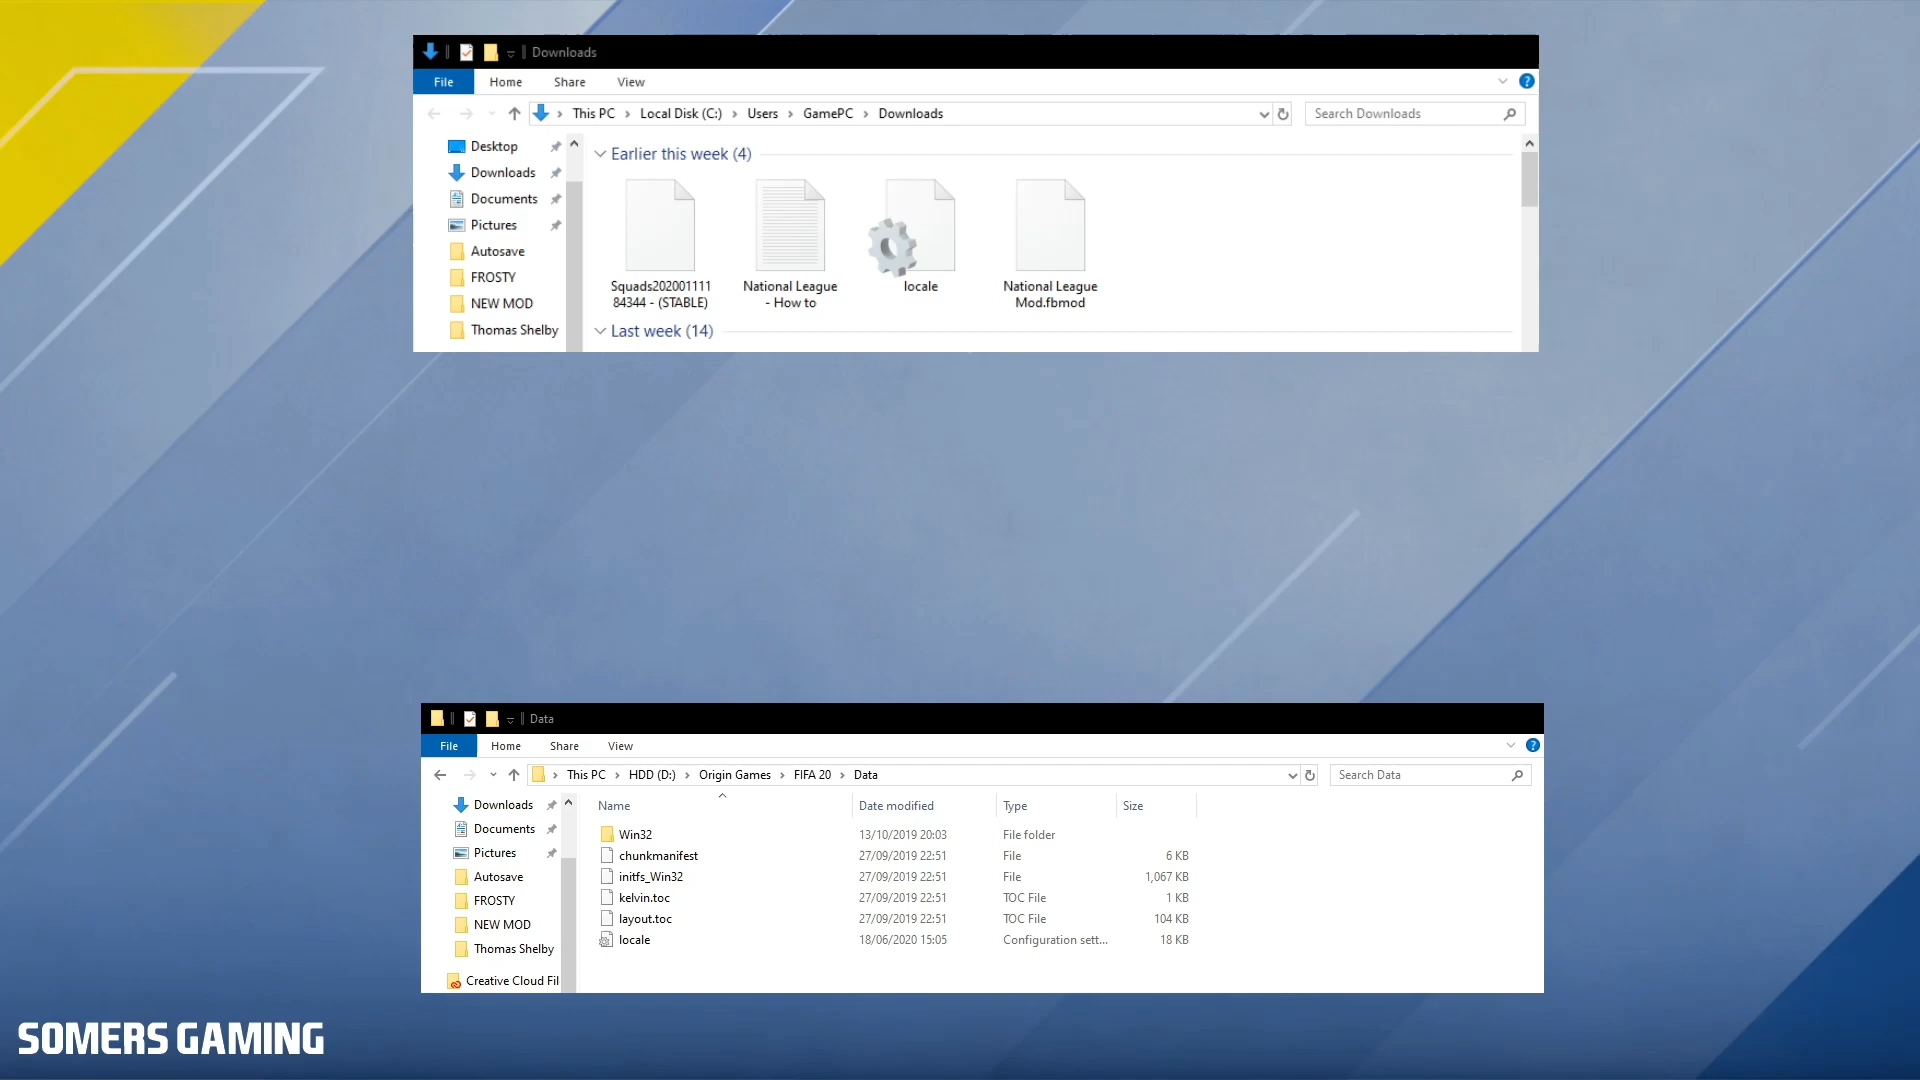 Downloads
File Home Share View
This PC Local Disk (C:) Users GamePC Downloads
Search Downloads
Desktop
Downloads
Documents
Pictures
Autosave
FROSTY
NEW MOD
Thomas Shelby
Earlier this week (4)
Squads202001111
84344 - (STABLE)
National League
- How to
locale
National League
Mod.fbmod
Last week (14)
Data
File Home Share View
This PC HDD (D:) Origin Games FIFA 20 Data
Search Data
Downloads
Documents
Pictures
Autosave
FROSTY
NEW MOD
Thomas Shelby
Creative Cloud Fil
Name Date modified Type Size
Win32 13/10/2019 20:03 File folder
chunkmanifest 27/09/2019 22:51 File 6 KB
initfs_Win32 27/09/2019 22:51 File 1,067 KB
kelvin.toc 27/09/2019 22:51 TOC File 1 KB
layout.toc 27/09/2019 22:51 TOC File 104 KB
locale 18/06/2020 15:05 Configuration sett... 18 KB
SOMERS GAMING